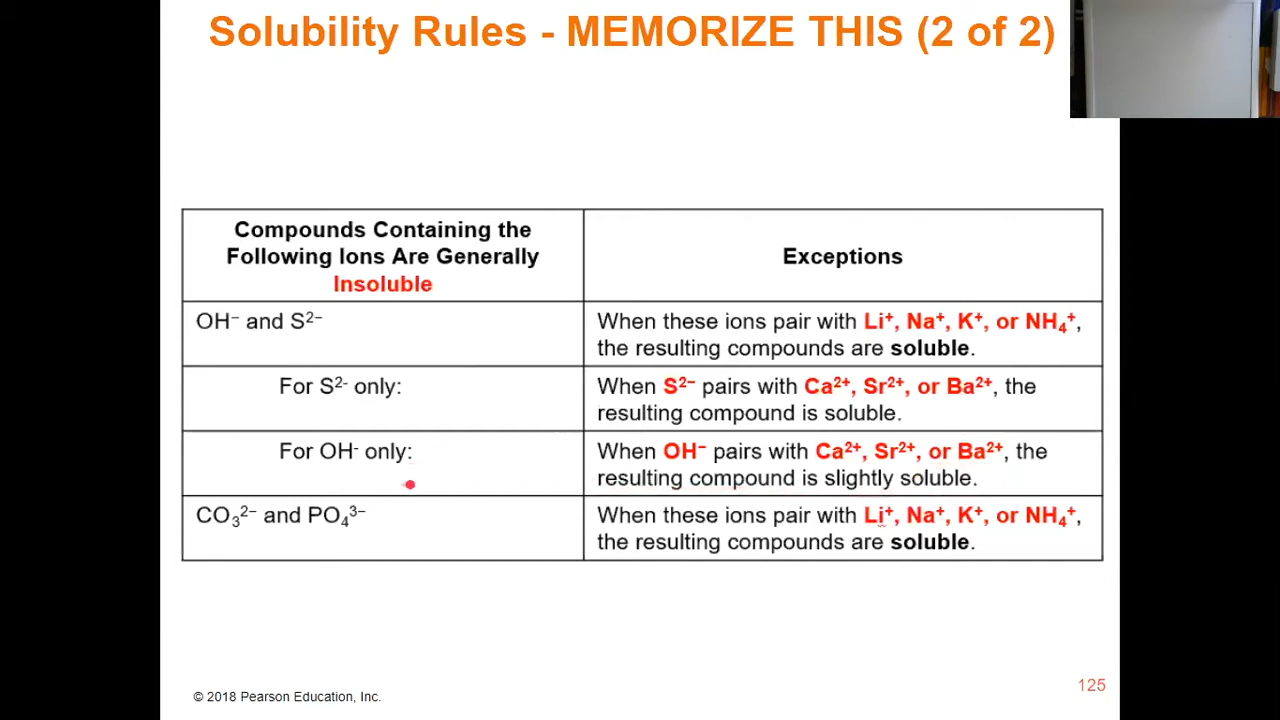 Solubility Rules - MEMORIZE THIS (2 of 2)
Compounds Containing the
Following Ions Are Generally
Insoluble
Exceptions
OH⁻ and S²⁻
When these ions pair with Li⁺, Na⁺, K⁺, or NH₄⁺,
the resulting compounds are soluble.
For S²⁻ only:
When S²⁻ pairs with Ca²⁺, Sr²⁺, or Ba²⁺, the
resulting compound is soluble.
For OH⁻ only:
When OH⁻ pairs with Ca²⁺, Sr²⁺, or Ba²⁺, the
resulting compound is slightly soluble.
CO₃²⁻ and PO₄³⁻
When these ions pair with Li⁺, Na⁺, K⁺, or NH₄⁺,
the resulting compounds are soluble.
© 2018 Pearson Education, Inc.
125